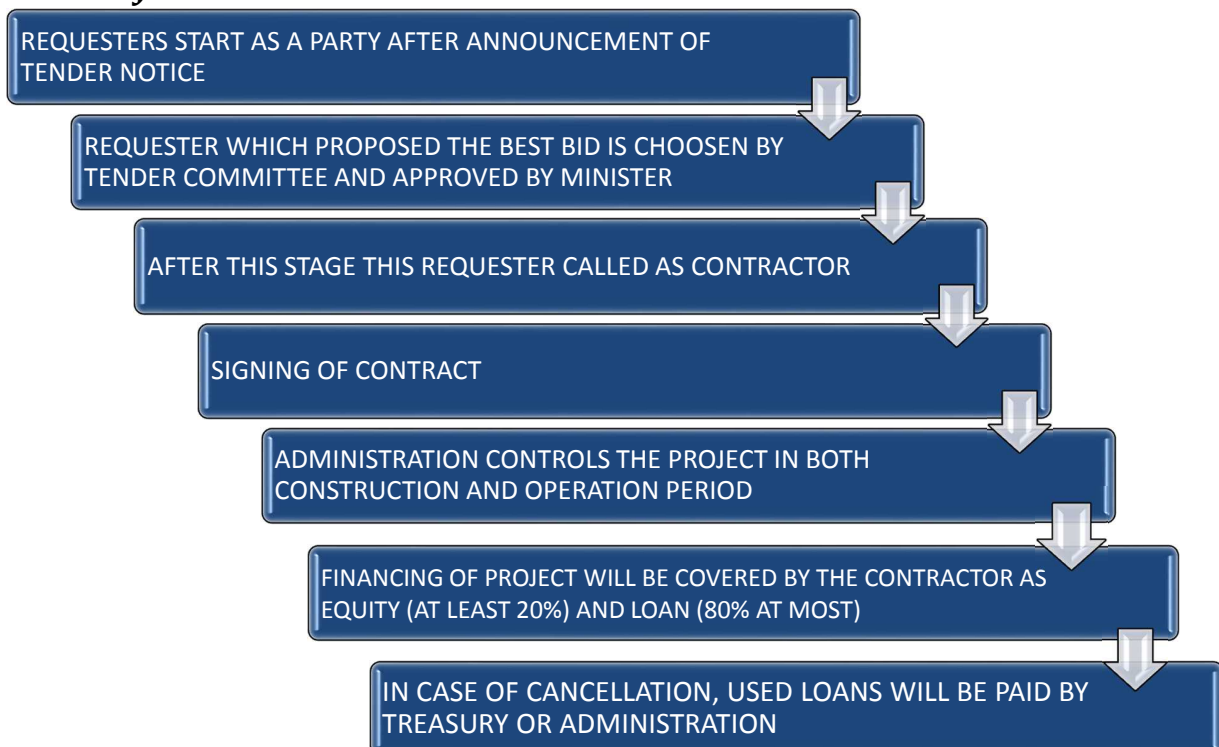 REQUESTERS START AS A PARTY AFTER ANNOUNCEMENT OF
TENDER NOTICE
REQUESTER WHICH PROPOSED THE BEST BID IS CHOOSEN BY
TENDER COMMITTEE AND APPROVED BY MINISTER
AFTER THIS STAGE THIS REQUESTER CALLED AS CONTRACTOR
SIGNING OF CONTRACT
ADMINISTRATION CONTROLS THE PROJECT IN BOTH
CONSTRUCTION AND OPERATION PERIOD
FINANCING OF PROJECT WILL BE COVERED BY THE CONTRACTOR AS
EQUITY (AT LEAST 20%) AND LOAN (80% AT MOST)
IN CASE OF CANCELLATION, USED LOANS WILL BE PAID BY
TREASURY OR ADMINISTRATION